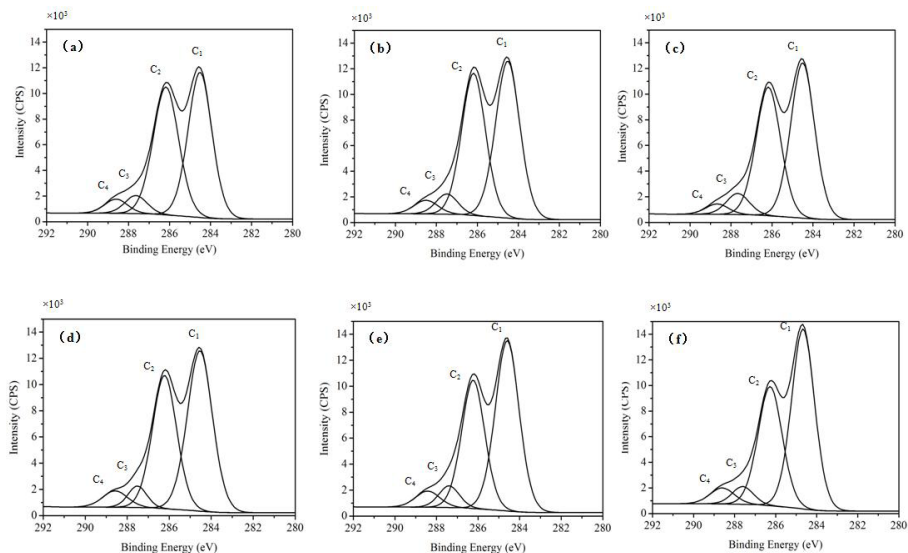 ×10³
(a)
C₁
C₂
C₃
C₄
Intensity (CPS)
14
12
10
8
6
4
2
0
292 290 288 286 284 282 280
Binding Energy (eV)
×10³
(b)
C₁
C₂
C₃
C₄
Intensity (CPS)
14
12
10
8
6
4
2
0
292 290 288 286 284 282 280
Binding Energy (eV)
×10³
(c)
C₁
C₂
C₃
C₄
Intensity (CPS)
14
12
10
8
6
4
2
0
292 290 288 286 284 282 280
Binding Energy (eV)
×10³
(d)
C₁
C₂
C₃
C₄
Intensity (CPS)
14
12
10
8
6
4
2
0
292 290 288 286 284 282 280
Binding Energy (eV)
×10³
(e)
C₁
C₂
C₃
C₄
Intensity (CPS)
14
12
10
8
6
4
2
0
292 290 288 286 284 282 280
Binding Energy (eV)
×10³
(f)
C₁
C₂
C₃
C₄
Intensity (CPS)
14
12
10
8
6
4
2
0
292 290 288 286 284 282 280
Binding Energy (eV)